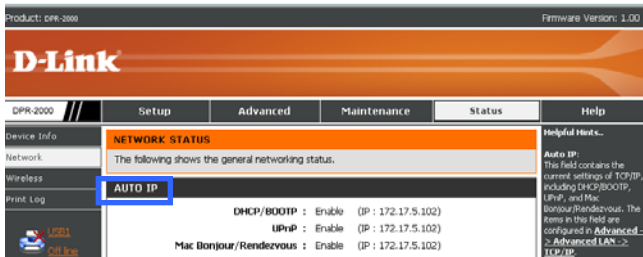 Product: DPR-2000 Firmware Version: 1.00
D-Link
DPR-2000 Setup Advanced Maintenance Status Help
Device Info
Network
Wireless
Print Log
USB1
Off line
NETWORK STATUS
The following shows the general networking status.
AUTO IP
DHCP/BOOTP : Enable (IP : 172.17.5.102)
UPnP : Enable (IP : 172.17.5.102)
Mac Bonjour/Rendezvous : Enable (IP : 172.17.5.102)
Helpful Hints..
Auto IP:
This field contains the
current settings of TCP/IP,
including DHCP/BOOTP,
UPnP, and Mac
Bonjour/Rendezvous. The
items in this field are
configured in Advanced -
> Advanced LAN ->
TCP/IP.